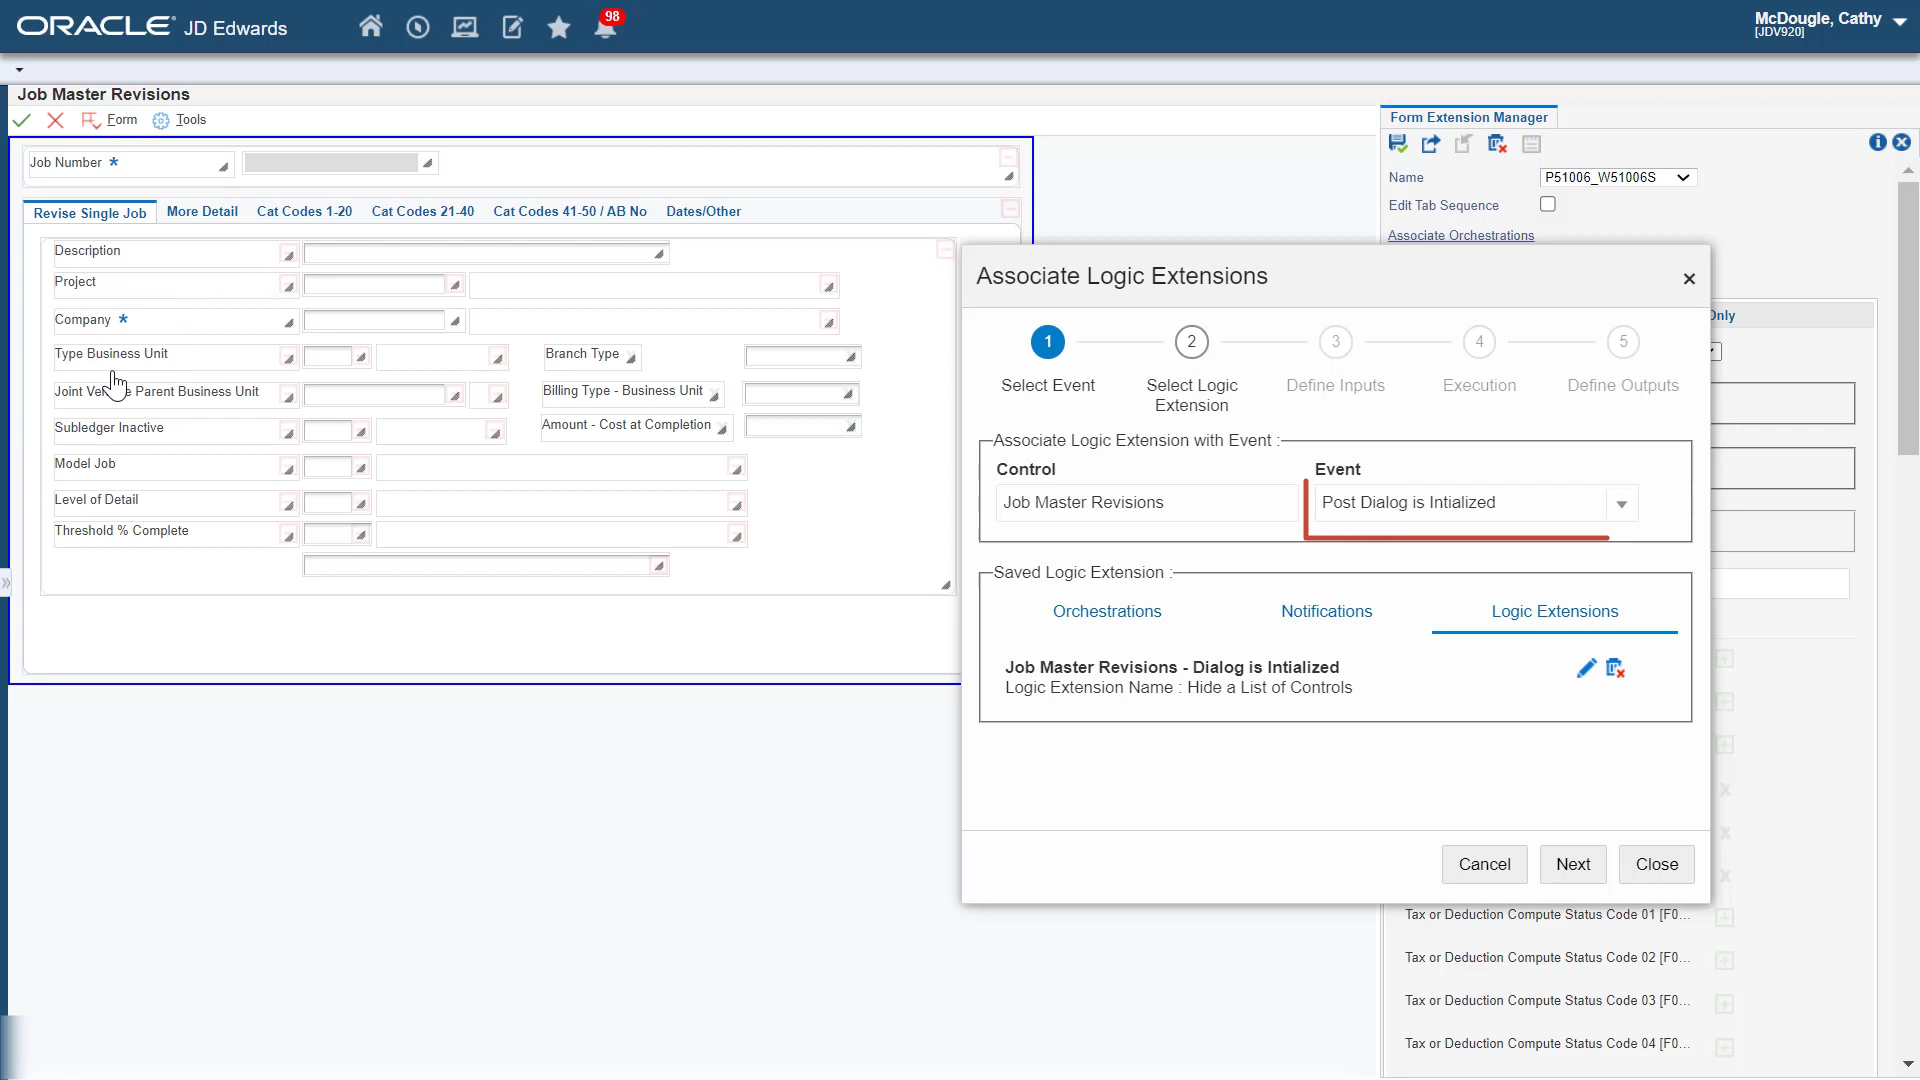 ORACLE JD Edwards
98
McDougle, Cathy
[JDV920]
Job Master Revisions
Form
Tools
Form Extension Manager
Job Number *
Name
P51006_W51006S
Edit Tab Sequence
Associate Orchestrations
Revise Single Job
More Detail
Cat Codes 1-20
Cat Codes 21-40
Cat Codes 41-50 / AB No
Dates/Other
Description
Project
Company *
Type Business Unit
Branch Type
Parent Business Unit
Billing Type - Business Unit
Subledger Inactive
Amount - Cost at Completion
Model Job
Level of Detail
Threshold % Complete
Associate Logic Extensions
×
1
2
3
4
5
Select Event
Select Logic
Extension
Define Inputs
Execution
Define Outputs
Associate Logic Extension with Event :
Control
Event
Job Master Revisions
Post Dialog is Intialized
Saved Logic Extension :
Orchestrations
Notifications
Logic Extensions
Job Master Revisions - Dialog is Intialized
Logic Extension Name : Hide a List of Controls
Cancel
Next
Close
Only
Tax or Deduction Compute Status Code 01 [F0...
Tax or Deduction Compute Status Code 02 [F0...
Tax or Deduction Compute Status Code 03 [F0...
Tax or Deduction Compute Status Code 04 [F0...